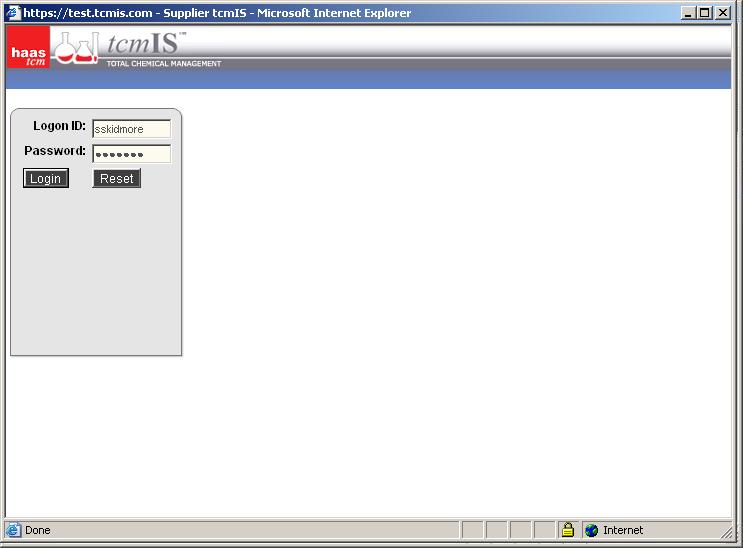 https://test.tcmis.com - Supplier tcmIS - Microsoft Internet Explorer
haas
tcm
tcmIS™
TOTAL CHEMICAL MANAGEMENT
Logon ID: sskidmore
Password: •••••••
Login Reset
Done Internet